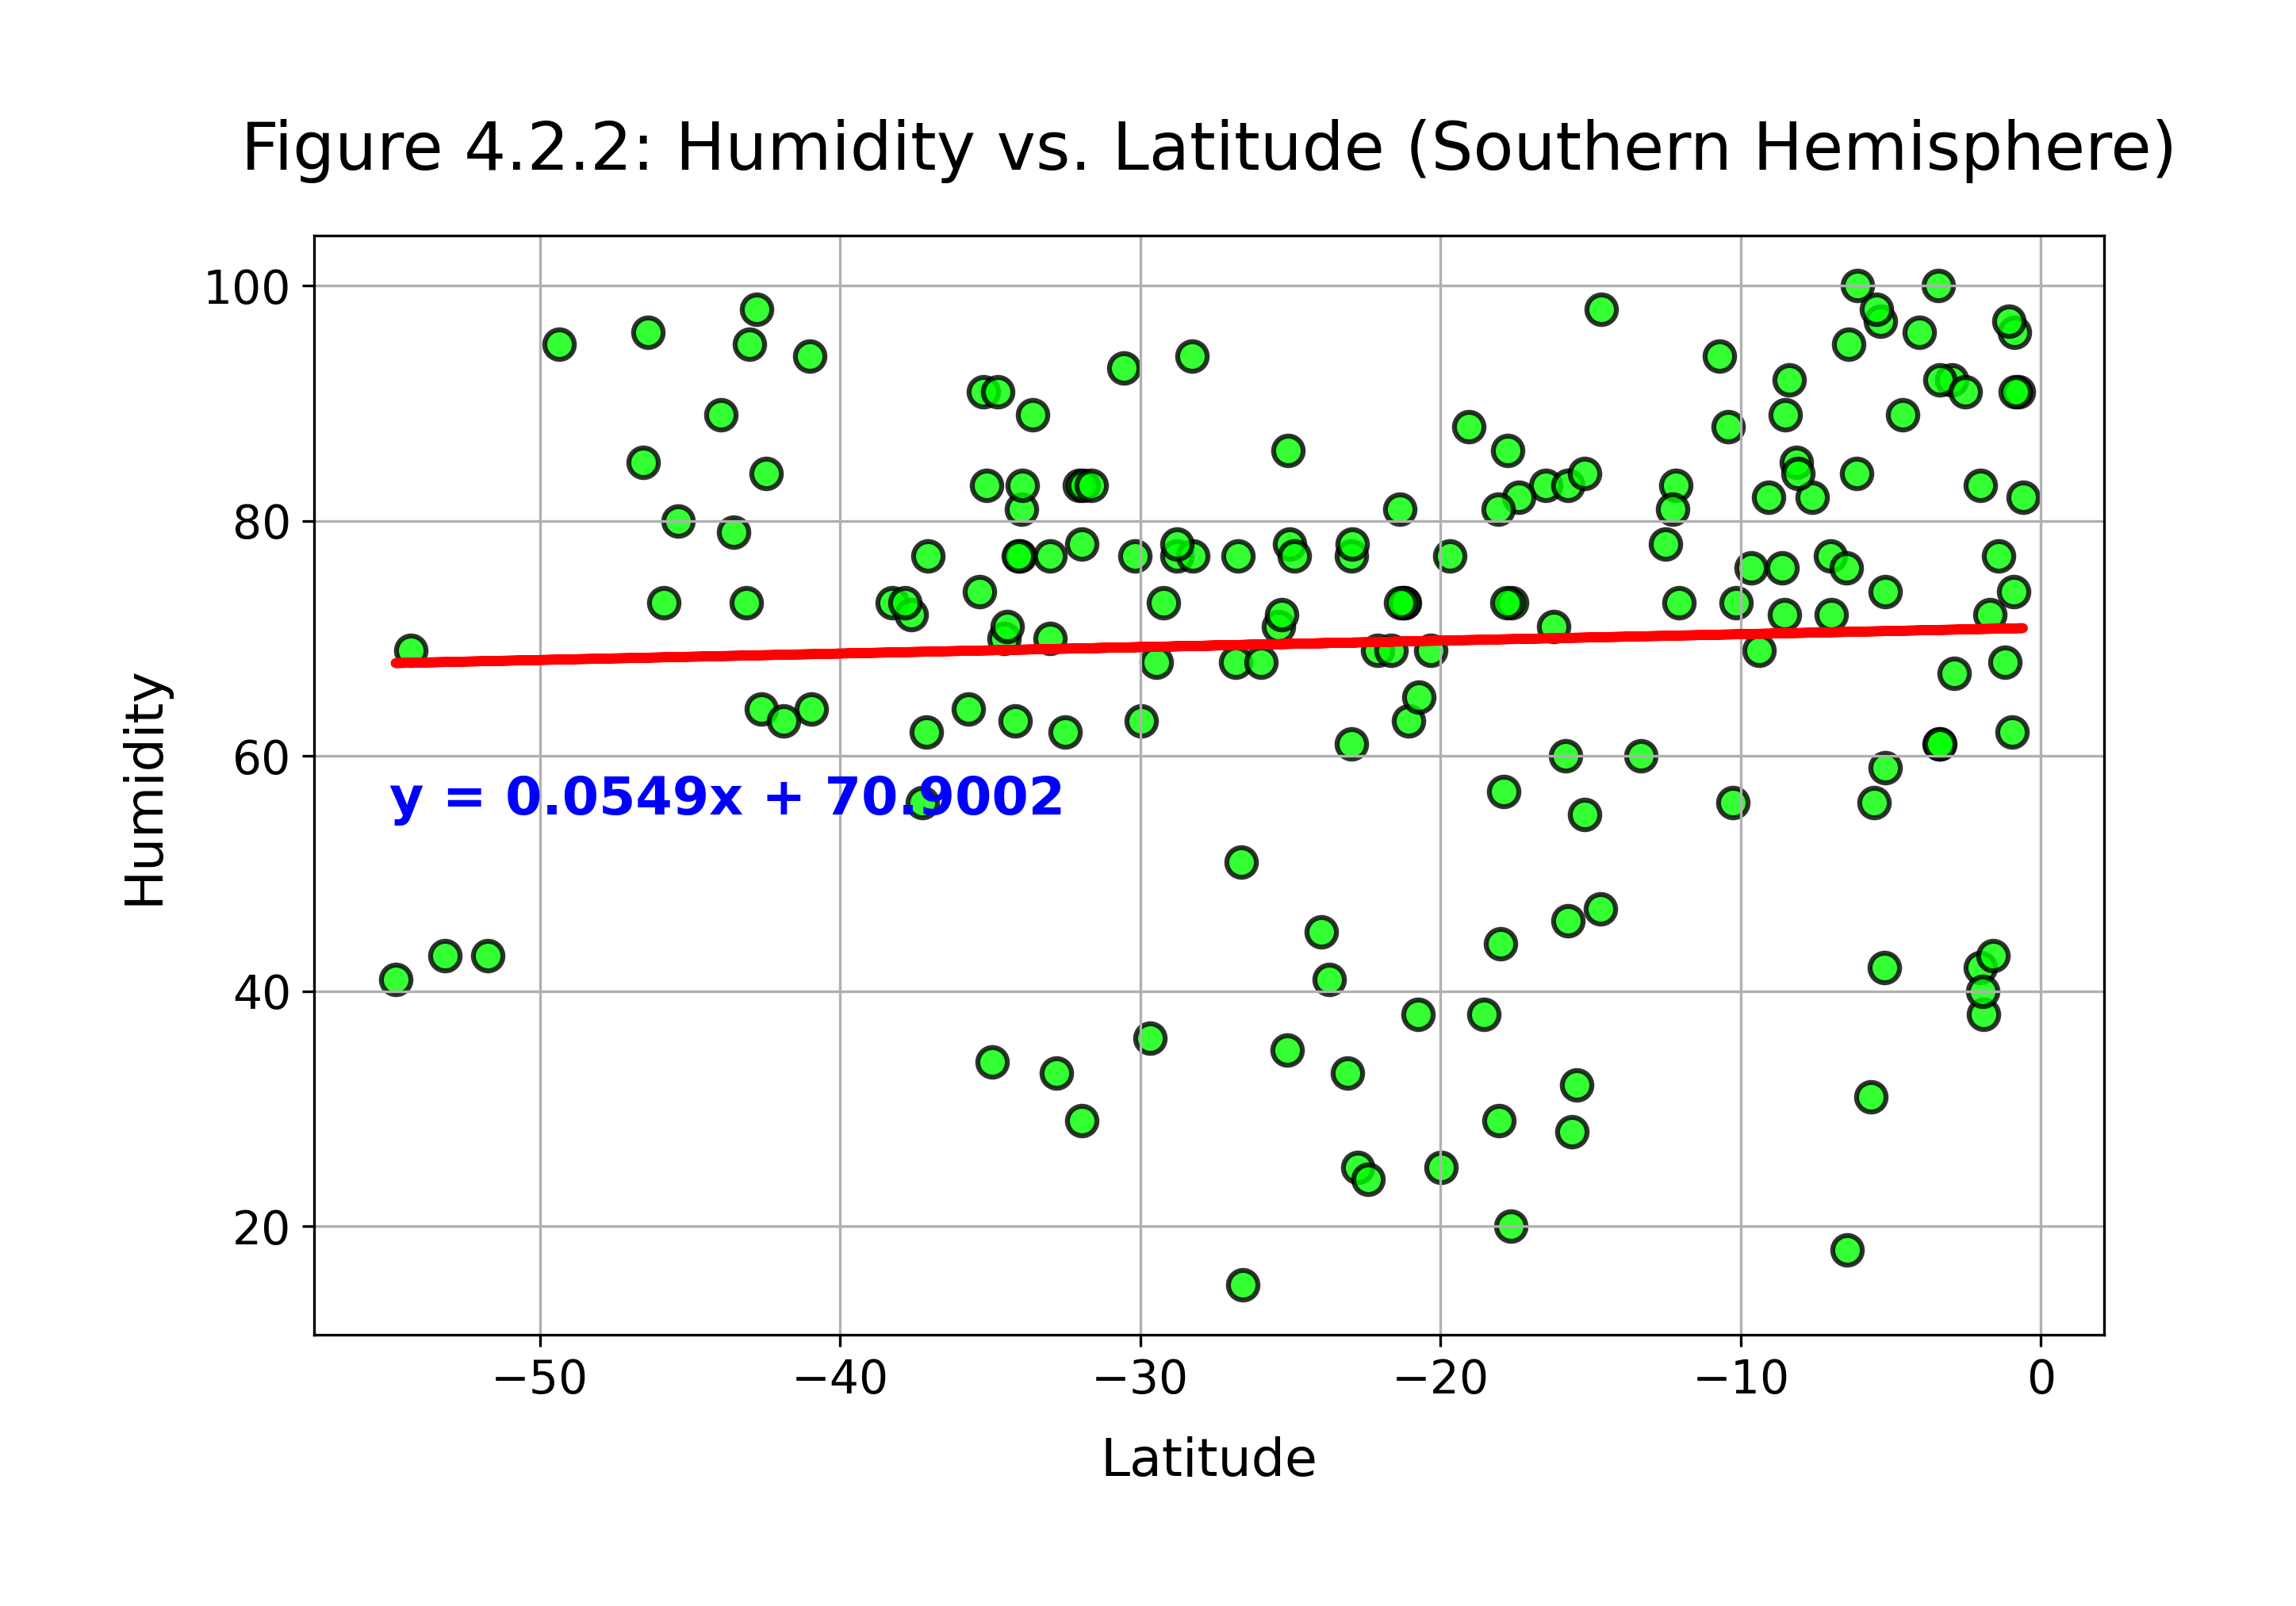 Figure 4.2.2: Humidity vs. Latitude (Southern Hemisphere)
100
80
60
40
20
Humidity
y = 0.0549x + 70.9002
−50 −40 −30 −20 −10 0
Latitude